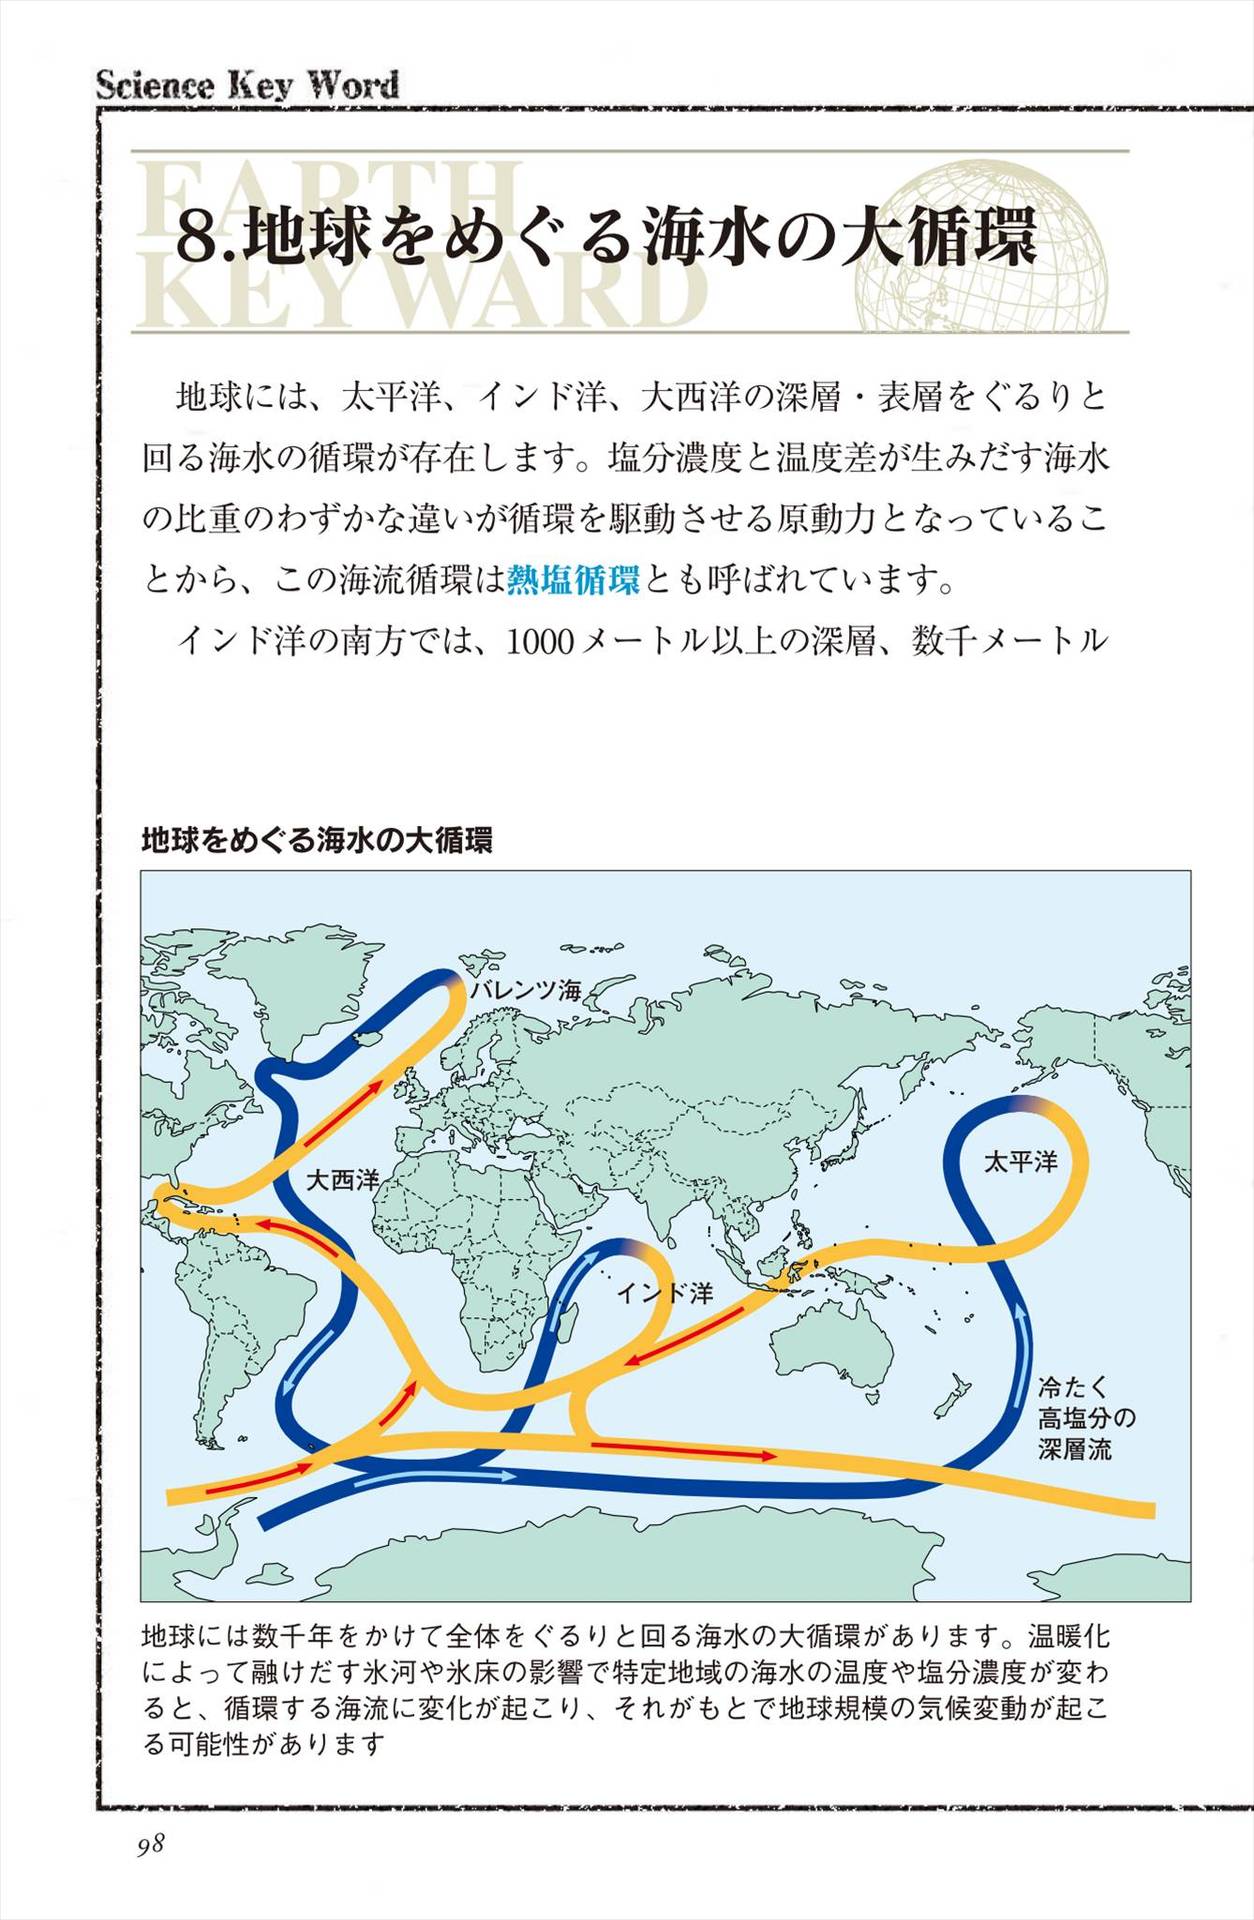 Science Key Word
EARTH
KEYWARD
8.地球をめぐる海水の大循環
地球には、太平洋、インド洋、大西洋の深層・表層をぐるりと
回る海水の循環が存在します。塩分濃度と温度差が生みだす海水
の比重のわずかな違いが循環を駆動させる原動力となっているこ
とから、この海流循環は熱塩循環とも呼ばれています。
インド洋の南方では、1000メートル以上の深層、数千メートル
地球をめぐる海水の大循環
バレンツ海
大西洋
太平洋
インド洋
冷たく
高塩分の
深層流
地球には数千年をかけて全体をぐるりと回る海水の大循環があります。温暖化
によって融けだす氷河や氷床の影響で特定地域の海水の温度や塩分濃度が変わ
ると、循環する海流に変化が起こり、それがもとで地球規模の気候変動が起こ
る可能性があります
98